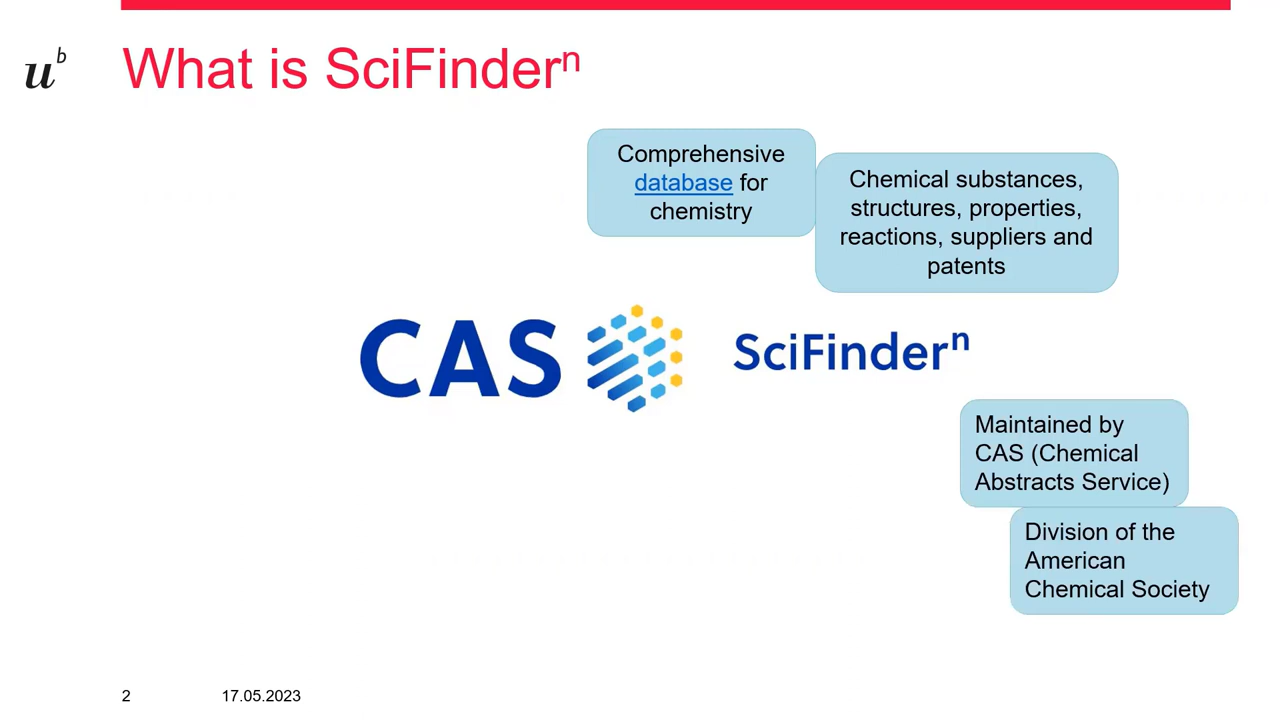 u^b
What is SciFinder^n
Comprehensive
database for
chemistry
Chemical substances,
structures, properties,
reactions, suppliers and
patents
CAS
SciFinder^n
Maintained by
CAS (Chemical
Abstracts Service)
Division of the
American
Chemical Society
2
17.05.2023